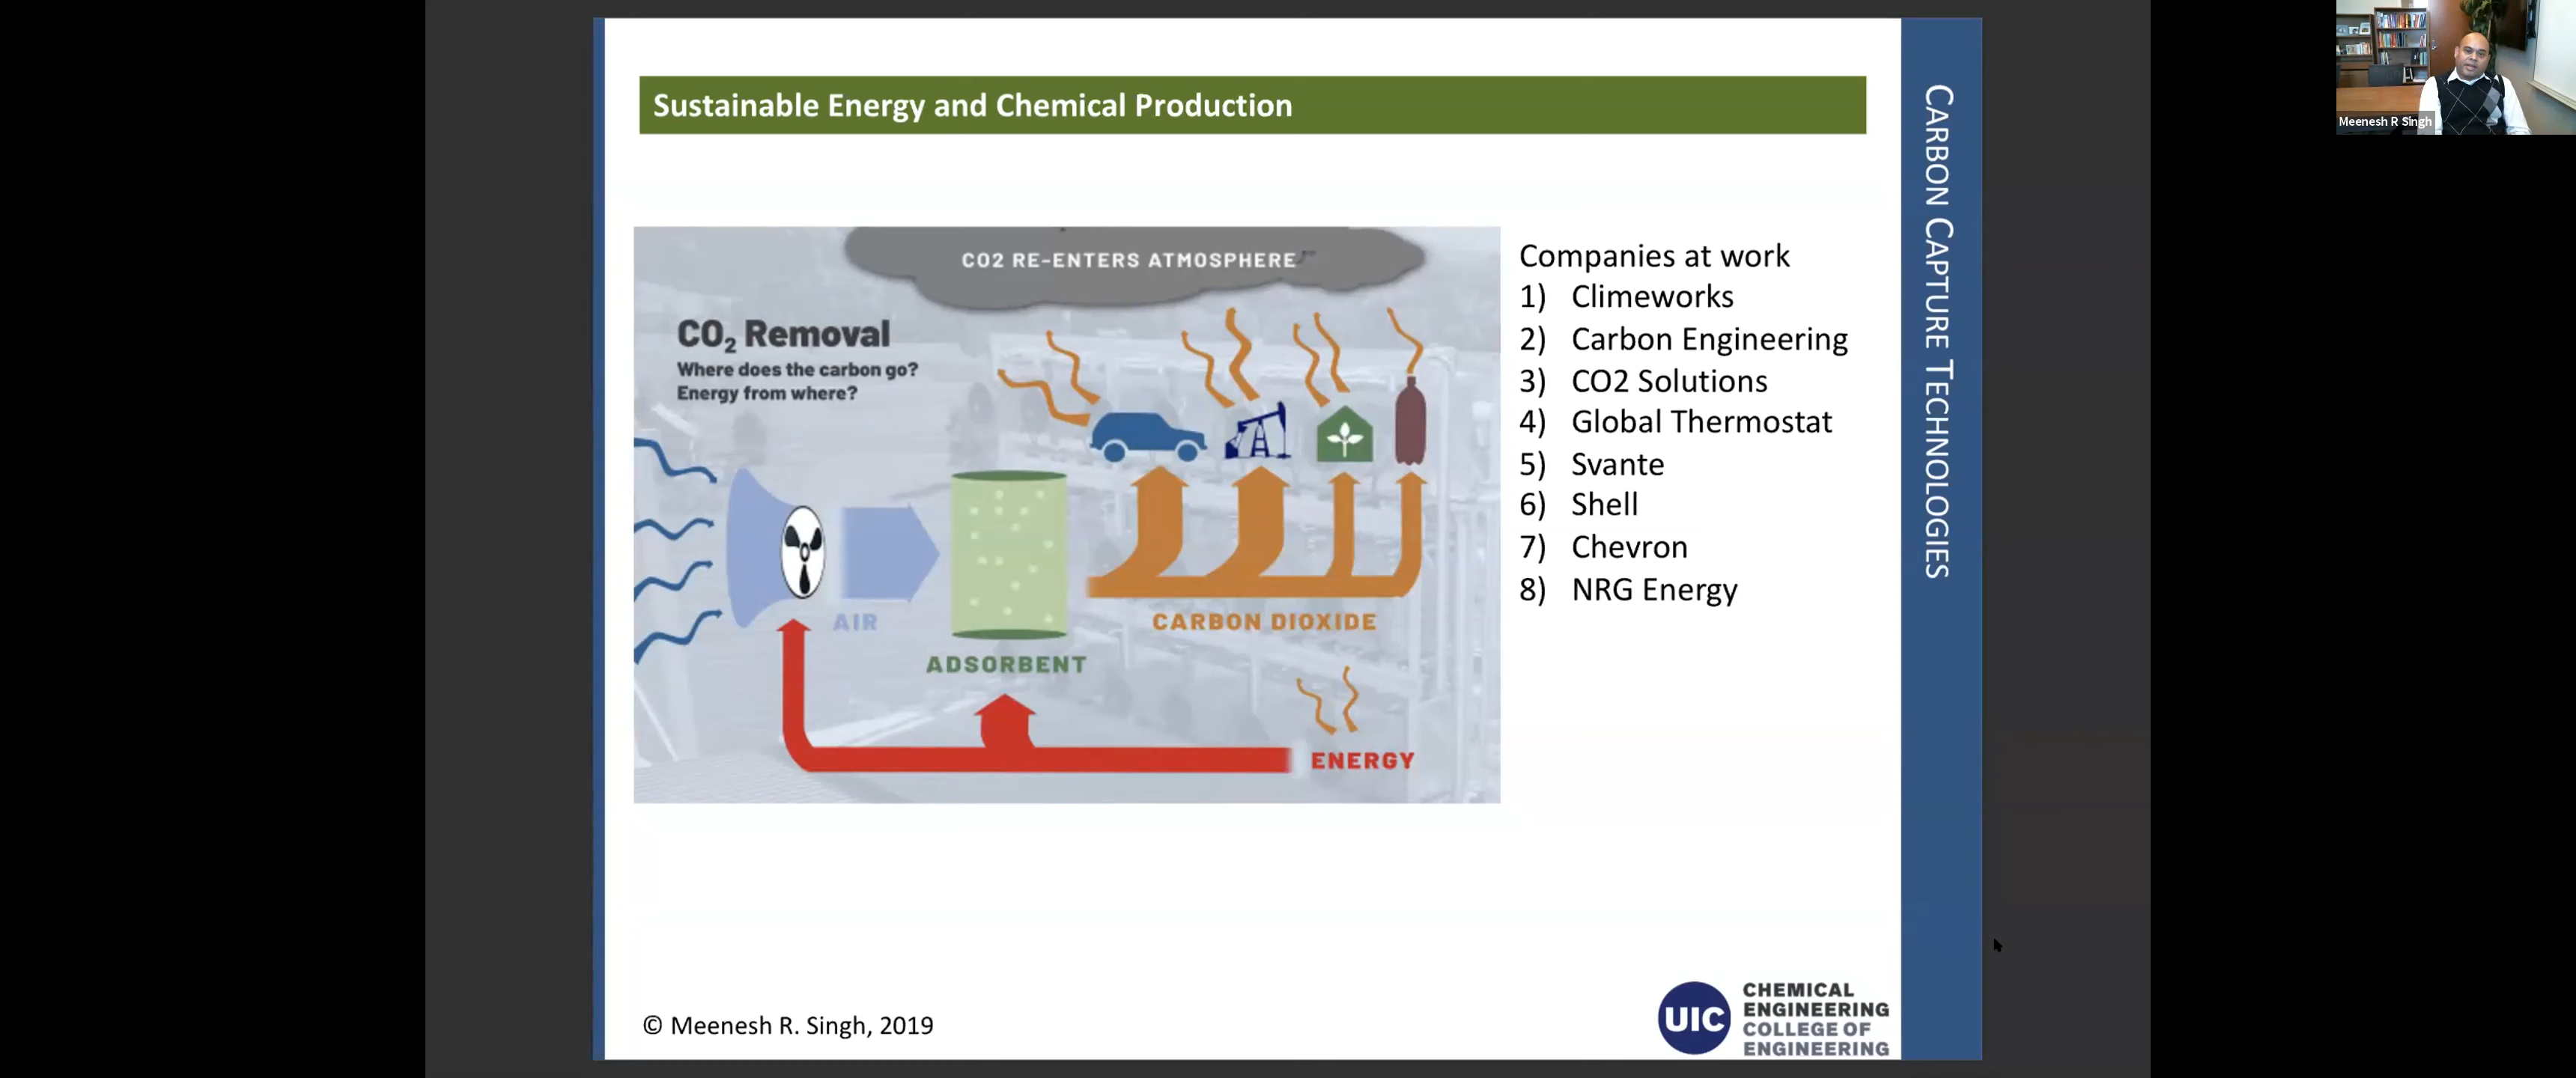 Sustainable Energy and Chemical Production
CARBON CAPTURE TECHNOLOGIES
Meenesh R Singh
CO2 RE-ENTERS ATMOSPHERE
CO₂ Removal
Where does the carbon go?
Energy from where?
AIR
ADSORBENT
CARBON DIOXIDE
ENERGY
Companies at work
1) Climeworks
2) Carbon Engineering
3) CO2 Solutions
4) Global Thermostat
5) Svante
6) Shell
7) Chevron
8) NRG Energy
© Meenesh R. Singh, 2019
UIC
CHEMICAL
ENGINEERING
COLLEGE OF
ENGINEERING